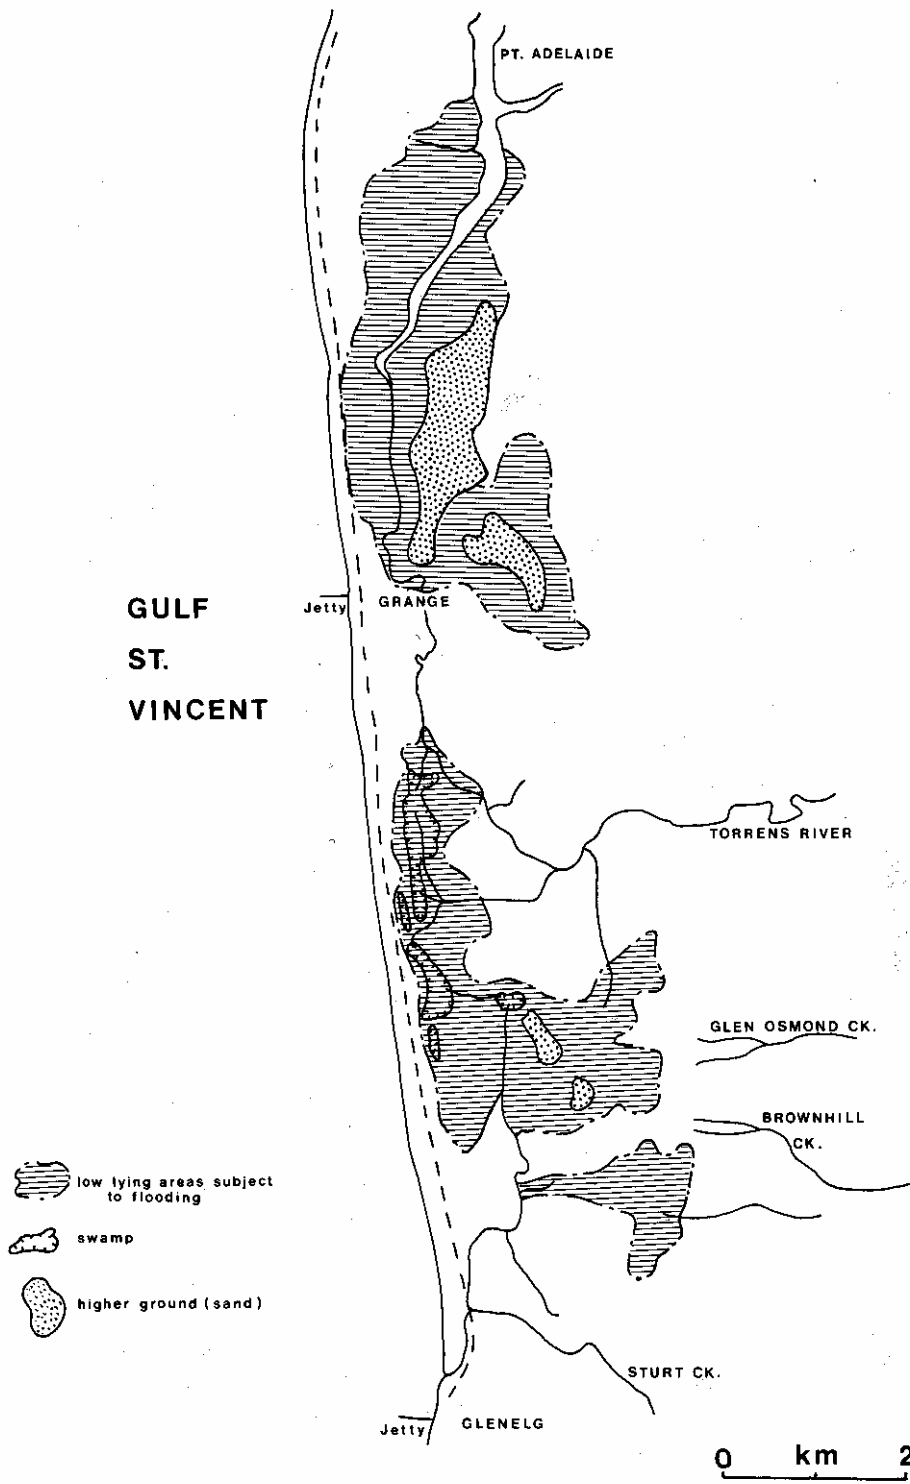 PT. ADELAIDE
GULF
ST.
VINCENT
Jetty
GRANGE
TORRENS RIVER
GLEN OSMOND CK.
BROWNHILL
CK.
low lying areas subject
to flooding
swamp
higher ground (sand)
STURT CK.
Jetty
GLENELG
0 km 2